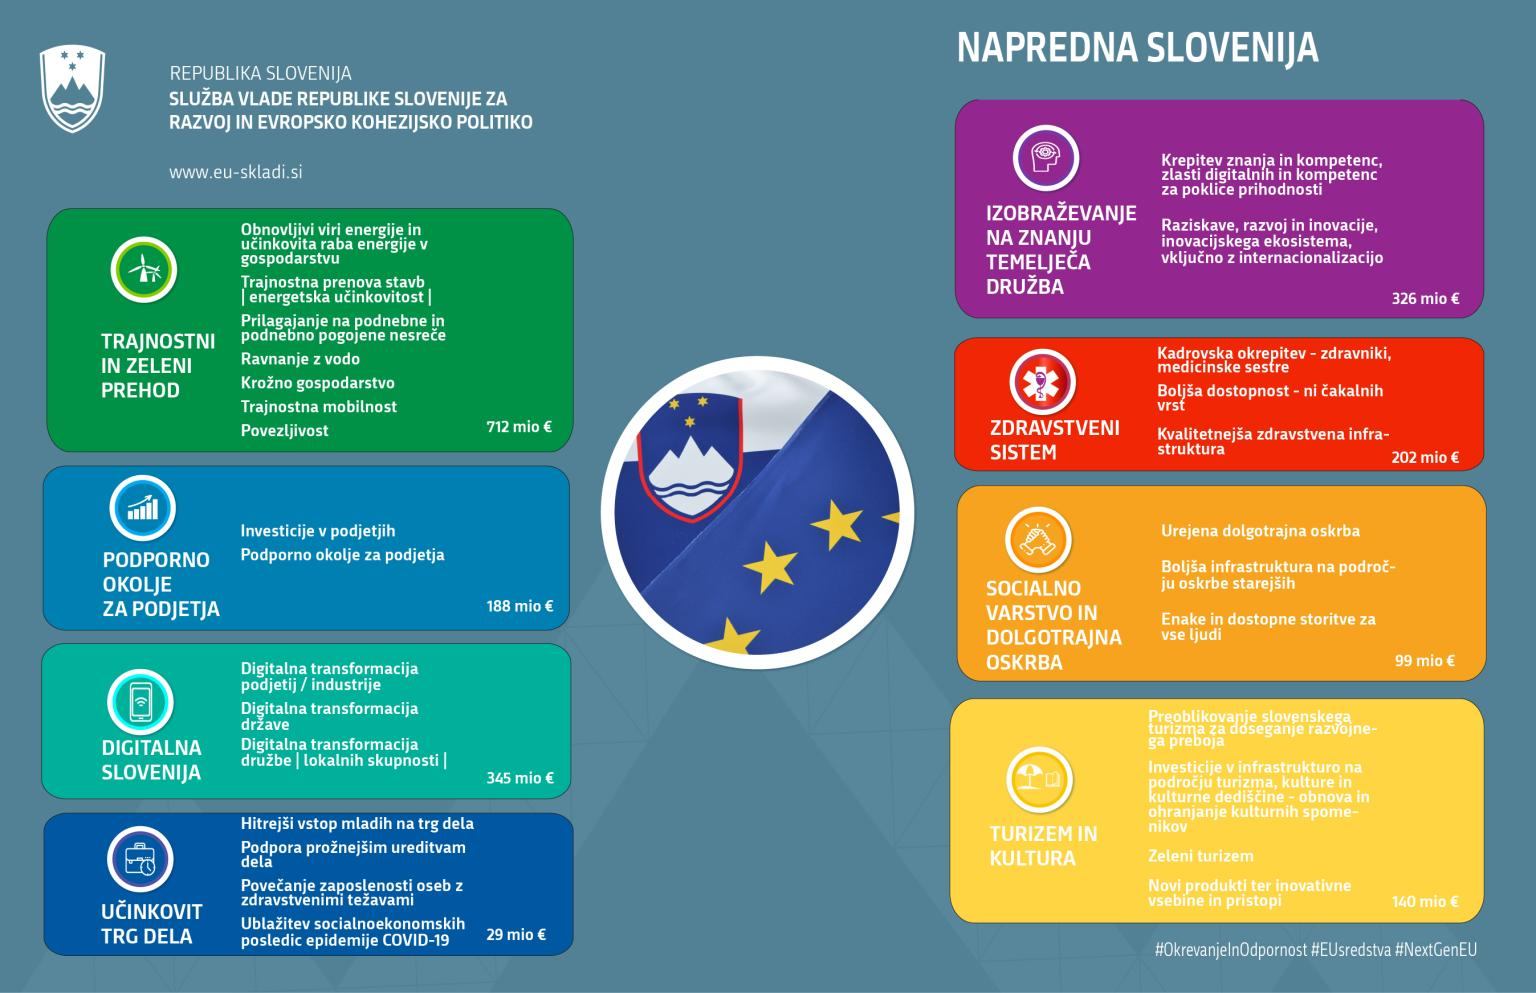 REPUBLIKA SLOVENIJA
SLUŽBA VLADE REPUBLIKE SLOVENIJE ZA
RAZVOJ IN EVROPSKO KOHEZIJSKO POLITIKO
www.eu-skladi.si
TRAJNOSTNI
IN ZELENI
PREHOD
Obnovljivi viri energije in
učinkovita raba energije v
gospodarstvu
Trajnostna prenova stavb
| energetska učinkovitost |
Prilagajanje na podnebne in
podnebno pogojene nesreče
Ravnanje z vodo
Krožno gospodarstvo
Trajnostna mobilnost
Povezljivost
712 mio €
PODPORNO
OKOLJE
ZA PODJETJA
Investicije v podjetjih
Podporno okolje za podjetja
188 mio €
DIGITALNA
SLOVENIJA
Digitalna transformacija
podjetij / industrije
Digitalna transformacija
države
Digitalna transformacija
družbe | lokalnih skupnosti |
345 mio €
UČINKOVIT
TRG DELA
Hitrejši vstop mladih na trg dela
Podpora prožnejšim ureditvam
dela
Povečanje zaposlenosti oseb z
zdravstvenimi težavami
Ublažitev socialnoekonomskih
posledic epidemije COVID-19
29 mio €
NAPREDNA SLOVENIJA
IZOBRAŽEVANJE
NA ZNANJU
TEMELJEČA
DRUŽBA
Krepitev znanja in kompetenc,
zlasti digitalnih in kompetenc
za poklice prihodnosti
Raziskave, razvoj in inovacije,
inovacijskega ekosistema,
vključno z internacionalizacijo
326 mio €
ZDRAVSTVENI
SISTEM
Kadrovska okrepitev - zdravniki,
medicinske sestre
Boljša dostopnost - ni čakalnih
vrst
Kvalitetnejša zdravstvena infra-
struktura
202 mio €
SOCIALNO
VARSTVO IN
DOLGOTRAJNA
OSKRBA
Urejena dolgotrajna oskrba
Boljša infrastruktura na področ-
ju oskrbe starejših
Enake in dostopne storitve za
vse ljudi
99 mio €
TURIZEM IN
KULTURA
Preoblikovanje slovenskega
turizma za doseganje razvojne-
ga preboja
Investicije v infrastrukturo na
področju turizma, kulture in
kulturne dediščine - obnova in
ohranjanje kulturnih spome-
nikov
Zeleni turizem
Novi produkti ter inovativne
vsebine in pristopi
140 mio €
#OkrevanjeInOdpornost #EUsredstva #NextGenEU